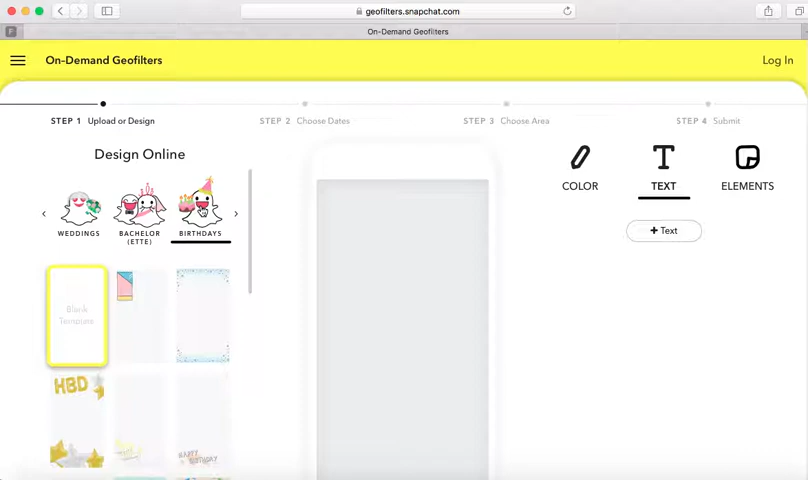 geofilters.snapchat.com
F
On-Demand Geofilters
On-Demand Geofilters
Log In
STEP 1 Upload or Design
STEP 2 Choose Dates
STEP 3 Choose Area
STEP 4 Submit
Design Online
COLOR
TEXT
ELEMENTS
WEDDINGS
BACHELOR
(ETTE)
BIRTHDAYS
+ Text
Blank
Template
HBD
HAPPY
BIRTHDAY